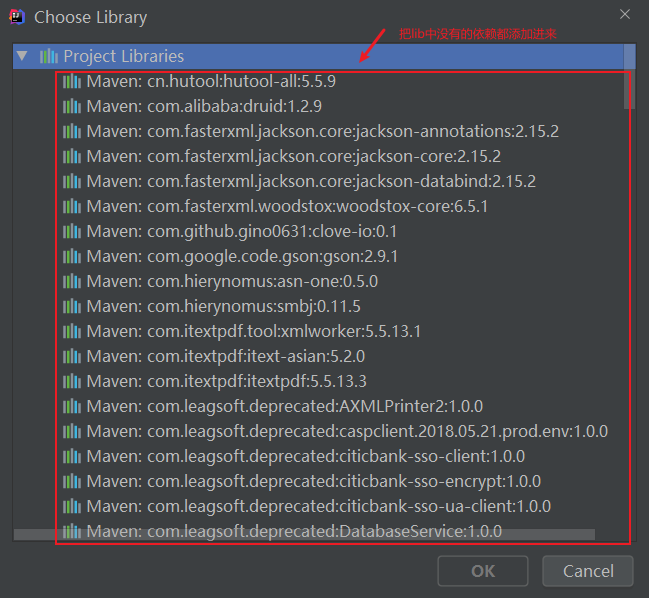 Choose Library
把lib中没有的依赖都添加进来
Project Libraries
Maven: cn.hutool:hutool-all:5.5.9
Maven: com.alibaba:druid:1.2.9
Maven: com.fasterxml.jackson.core:jackson-annotations:2.15.2
Maven: com.fasterxml.jackson.core:jackson-core:2.15.2
Maven: com.fasterxml.jackson.core:jackson-databind:2.15.2
Maven: com.fasterxml.woodstox:woodstox-core:6.5.1
Maven: com.github.gino0631:clove-io:0.1
Maven: com.google.code.gson:gson:2.9.1
Maven: com.hierynomus:asn-one:0.5.0
Maven: com.hierynomus:smbj:0.11.5
Maven: com.itextpdf.tool:xmlworker:5.5.13.1
Maven: com.itextpdf:itext-asian:5.2.0
Maven: com.itextpdf:itextpdf:5.5.13.3
Maven: com.leagsoft.deprecated:AXMLPrinter2:1.0.0
Maven: com.leagsoft.deprecated:caspclient.2018.05.21.prod.env:1.0.0
Maven: com.leagsoft.deprecated:citicbank-sso-client:1.0.0
Maven: com.leagsoft.deprecated:citicbank-sso-encrypt:1.0.0
Maven: com.leagsoft.deprecated:citicbank-sso-ua-client:1.0.0
Maven: com.leagsoft.deprecated:DatabaseService:1.0.0
OK
Cancel